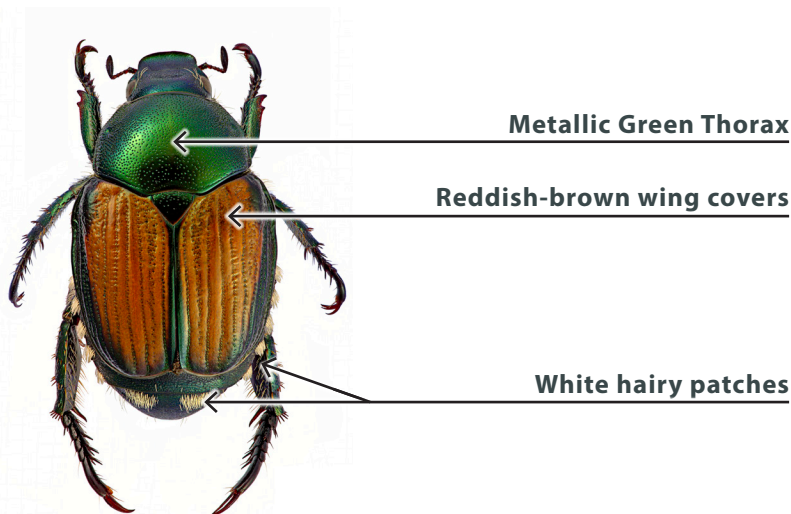 Metallic Green Thorax
Reddish-brown wing covers
White hairy patches